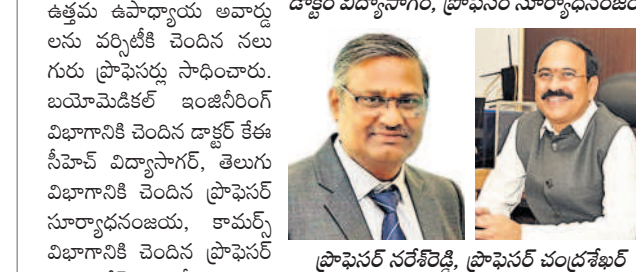 ఉత్తమ ఉపాధ్యాయ అవార్డు
లను వర్సిటీకి చెందిన నలు
గురు ప్రొఫెసర్లు సాధించారు.
బయోమెడికల్ ఇంజినీరింగ్
విభాగానికి చెందిన డాక్టర్ కేఈ
సీహెచ్ విద్యాసాగర్, తెలుగు
విభాగానికి చెందిన ప్రొఫెసర్
సూర్యాధనంజయ, కామర్స్
విభాగానికి చెందిన ప్రొఫెసర్
డాక్టర్ విద్యాసాగర్, ప్రొఫెసర్ సూర్యాధనంజయ
ప్రొఫెసర్ నరేశ్‌రెడ్డి, ప్రొఫెసర్ చంద్రశేఖర్